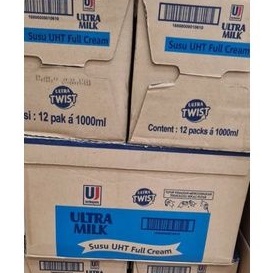 ULTRA
MILK
Susu UHT Full Cream
ULTRA
MILK
Susu UHT Full Cream
ULTRA
TWIST
si : 12 pak á 1000ml
ULTRA
TWIST
Content : 12 packs á 1000ml
U
ULTRA
MILK
Susu UHT Full Cream
ULTRA
TWIST